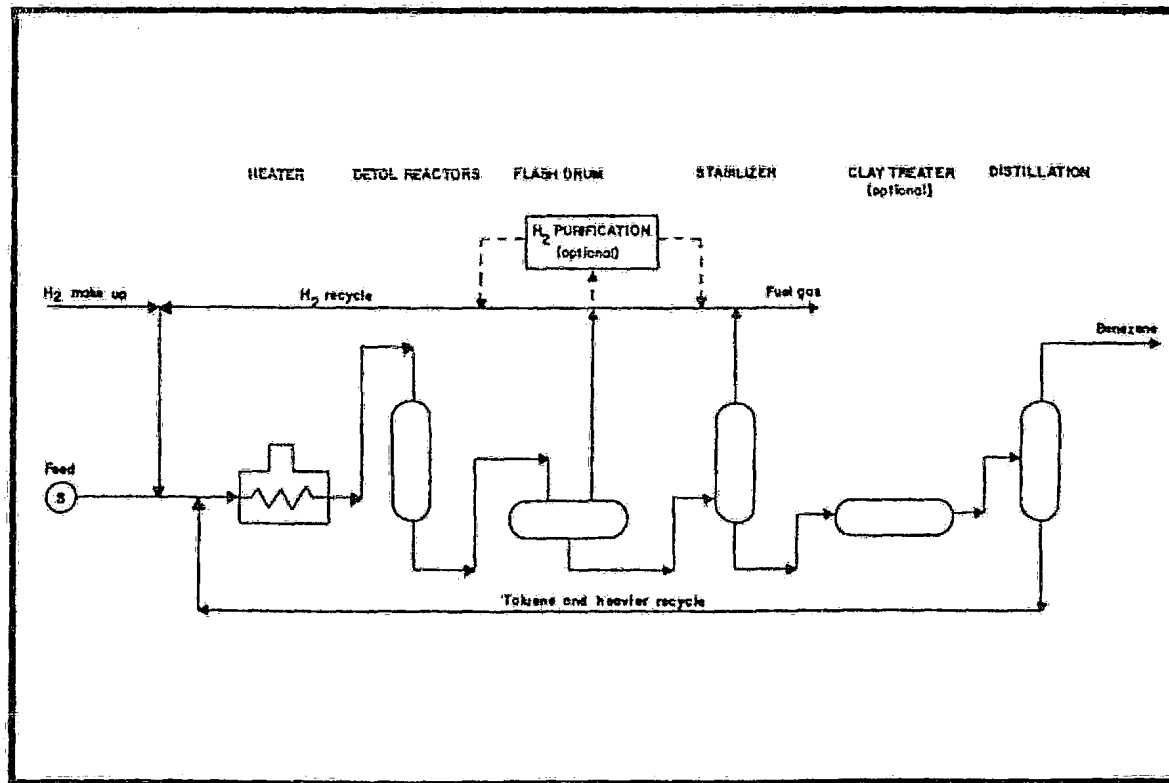 HEATER
DETOL REACTORS
FLASH DRUM
STABILIZER
CLAY TREATER
(optional)
DISTILLATION
H2 PURIFICATION
(optional)
H2 make up
H2 recycle
Fuel gas
Benezene
Feed
S
Toluene and heavier recycle